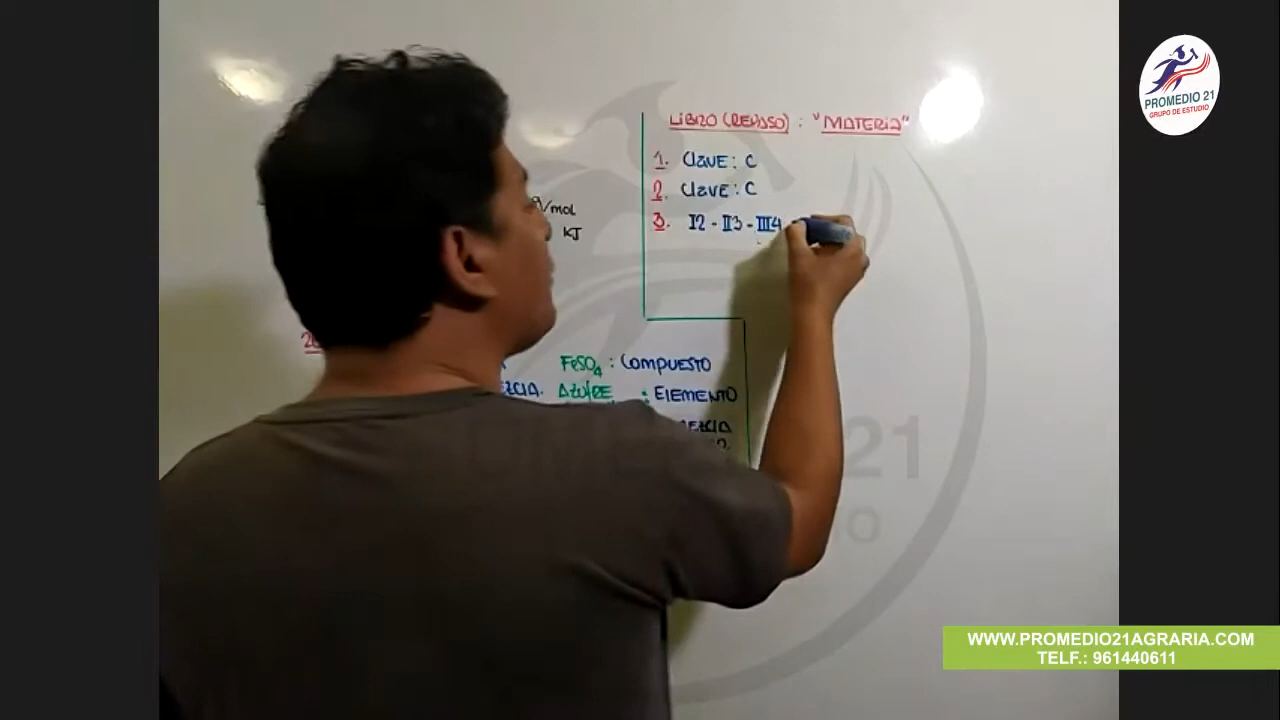 PROMEDIO 21
GRUPO DE ESTUDIO
LIBRO (REPASO) : "MATERIA"
1. Clave : C
2. Clave : C
3. I2 - II3 - III4
g/mol
KJ
FeSO4 : COMPUESTO
AZUFRE : ELEMENTO
WWW.PROMEDIO21AGRARIA.COM
TELF.: 961440611